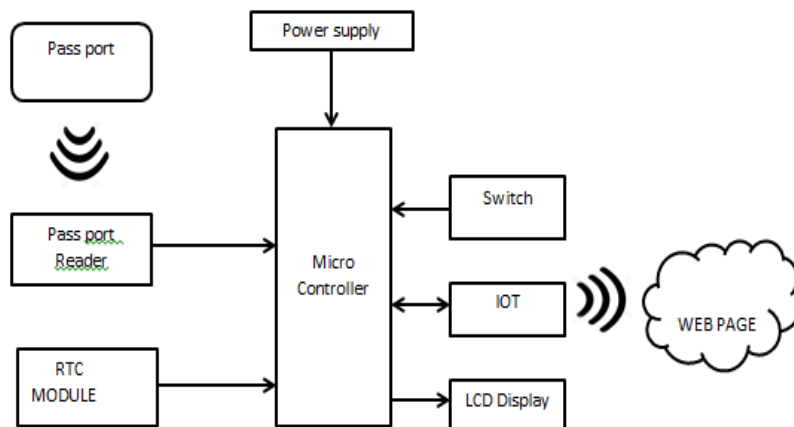 Pass port
Power supply
Pass port
Reader
Switch
Micro
Controller
IOT
WEB PAGE
RTC
MODULE
LCD Display